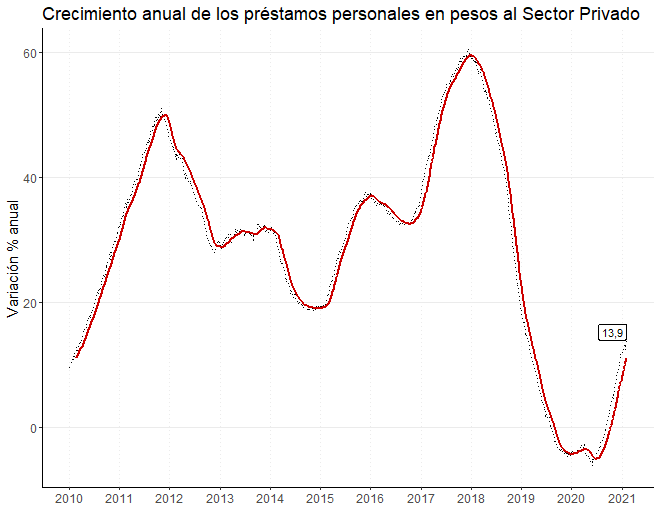 Crecimiento anual de los préstamos personales en pesos al Sector Privado
60
40
20
0
Variación % anual
13,9
2010 2011 2012 2013 2014 2015 2016 2017 2018 2019 2020 2021